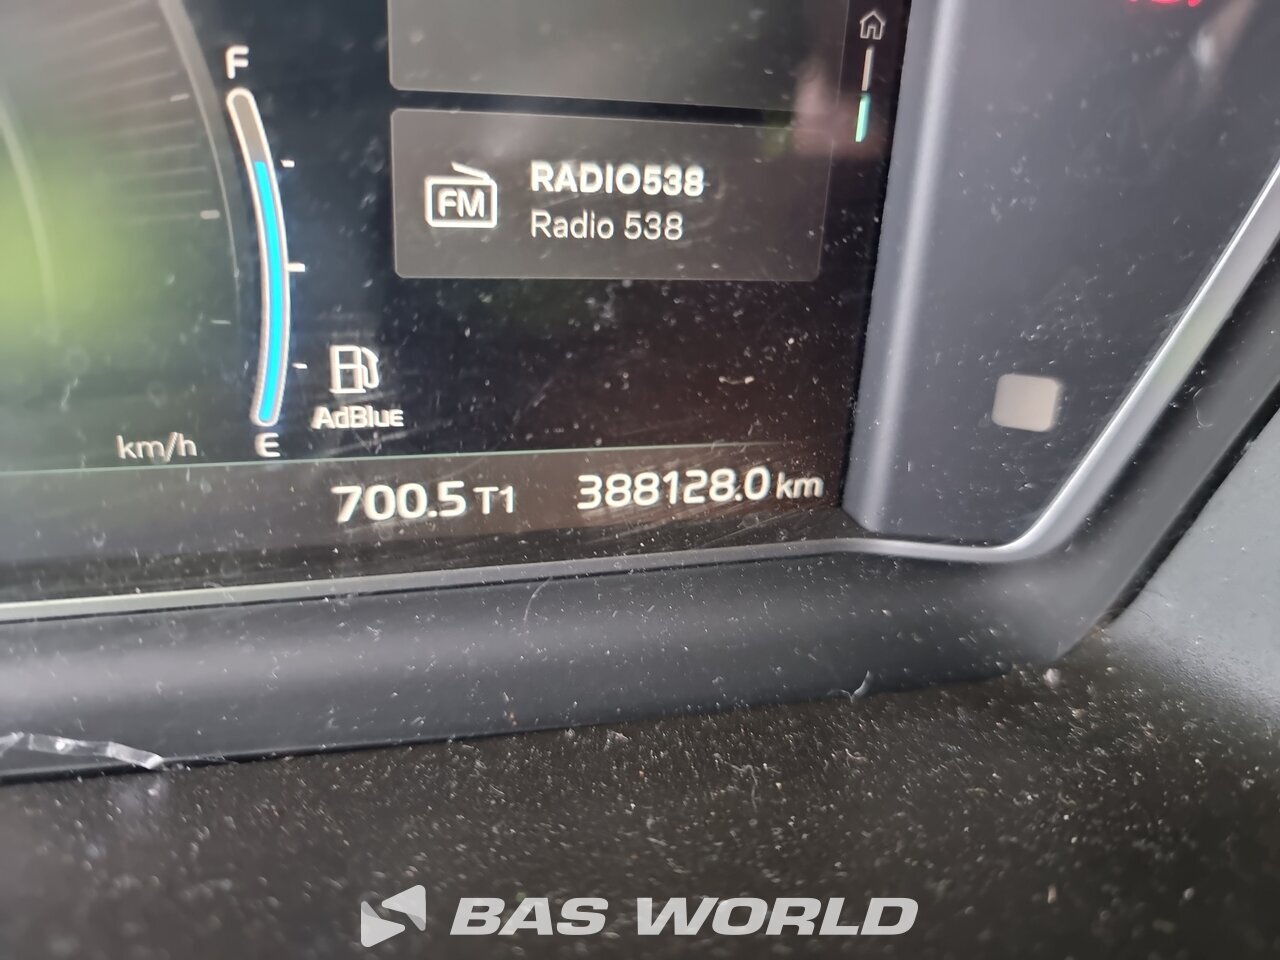 F
FM
RADIO538
Radio 538
AdBlue
km/h
E
700.5 T1
388128.0 km
BAS WORLD